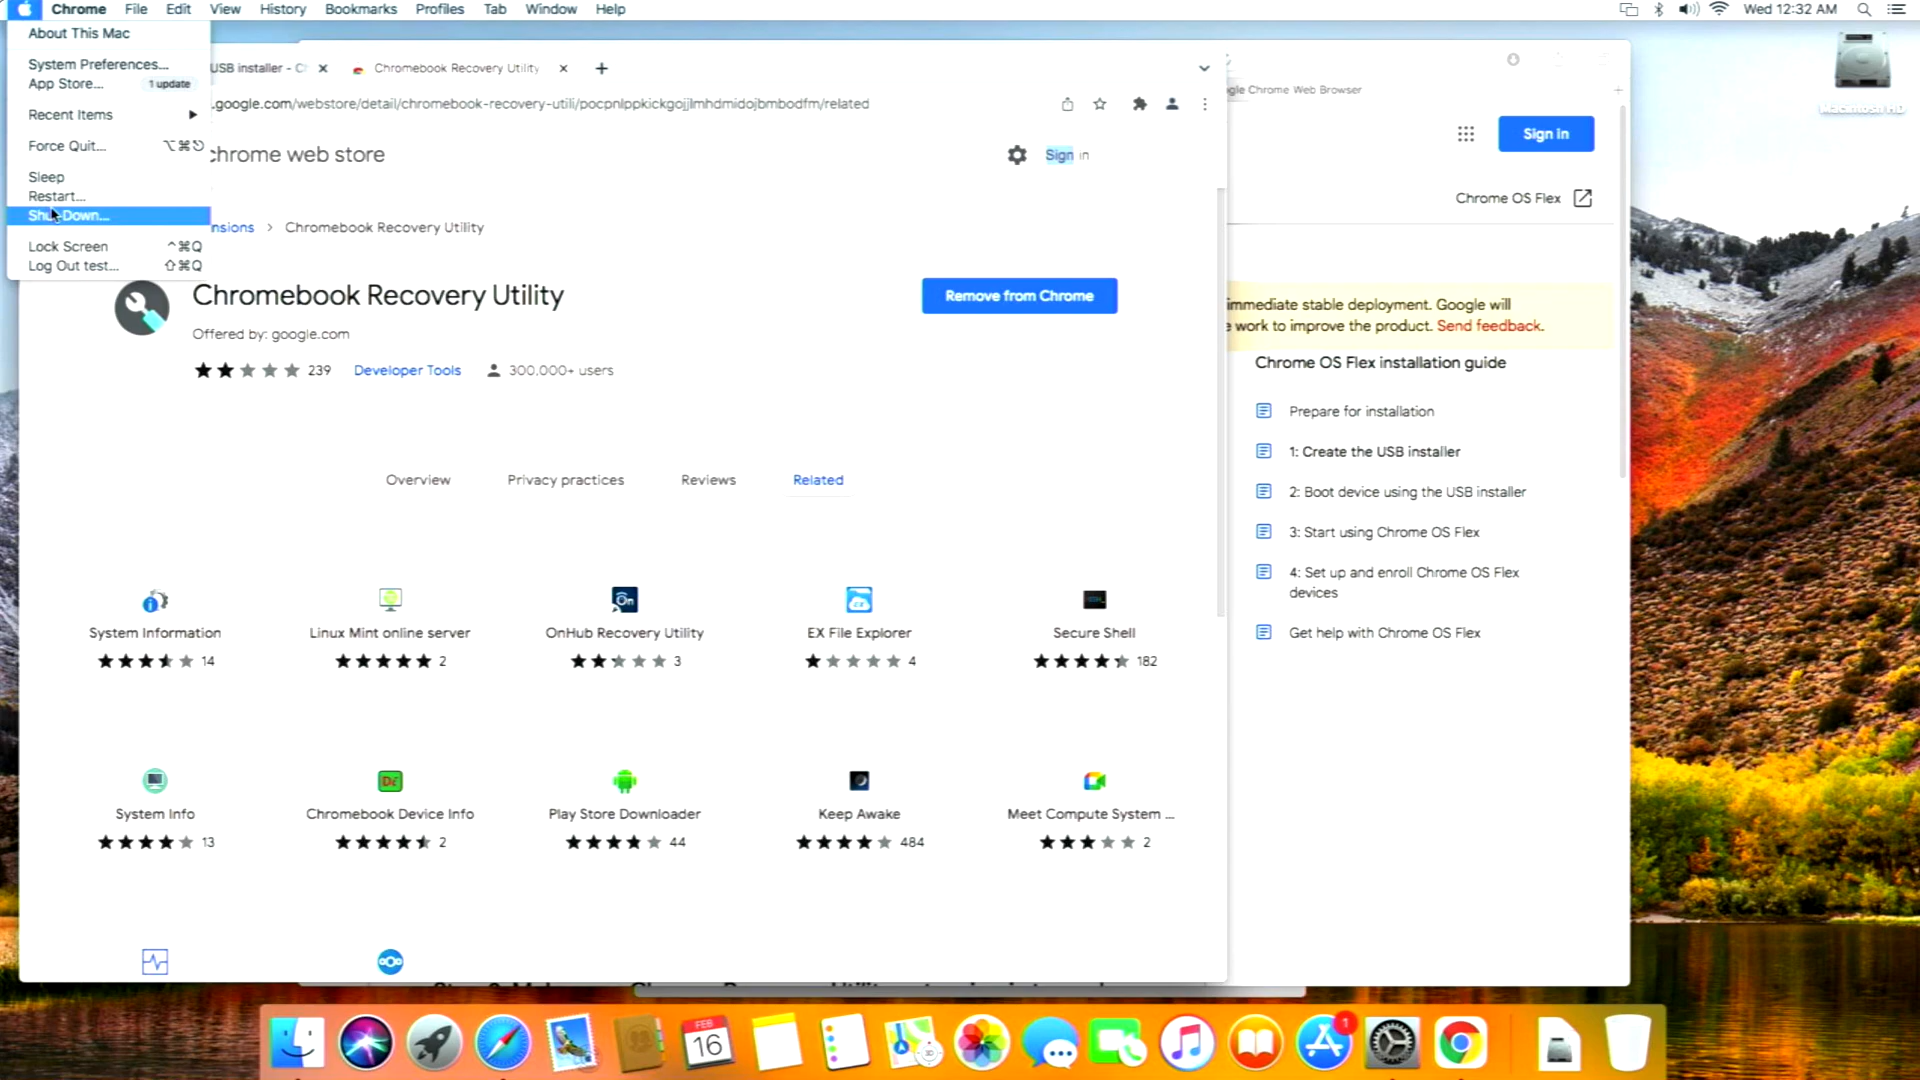 Chrome File Edit View History Bookmarks Profiles Tab Window Help
Wed 12:32 AM
About This Mac
System Preferences...
App Store... 1 update
Recent Items
Force Quit... ⌥⌘⎋
Sleep
Restart...
Shut Down...
Lock Screen ^⌘Q
Log Out test... ⇧⌘Q
USB installer - C
Chromebook Recovery Utility
.google.com/webstore/detail/chromebook-recovery-utili/pocpnlppkickgojjlmhdmidojbmbodfm/related
chrome web store
Sign in
nsions > Chromebook Recovery Utility
Chromebook Recovery Utility
Remove from Chrome
Offered by: google.com
239 Developer Tools 300,000+ users
Overview Privacy practices Reviews Related
System Information
14
Linux Mint online server
2
OnHub Recovery Utility
3
EX File Explorer
4
Secure Shell
182
System Info
13
Chromebook Device Info
2
Play Store Downloader
44
Keep Awake
484
Meet Compute System ...
2
gle Chrome Web Browser
Sign in
Chrome OS Flex
immediate stable deployment. Google will
work to improve the product. Send feedback.
Chrome OS Flex installation guide
Prepare for installation
1: Create the USB installer
2: Boot device using the USB installer
3: Start using Chrome OS Flex
4: Set up and enroll Chrome OS Flex
devices
Get help with Chrome OS Flex
Macintosh HD
FEB
16
1